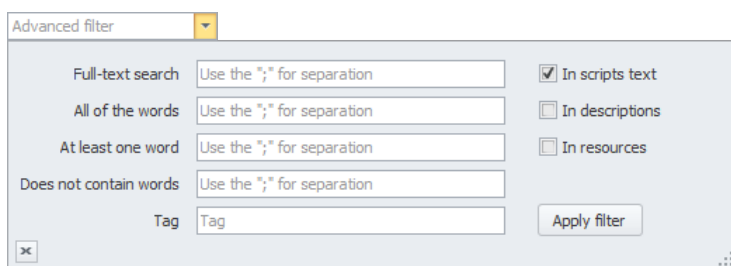 Advanced filter
Full-text search Use the ";" for separation In scripts text
All of the words Use the ";" for separation In descriptions
At least one word Use the ";" for separation In resources
Does not contain words Use the ";" for separation
Tag Tag Apply filter